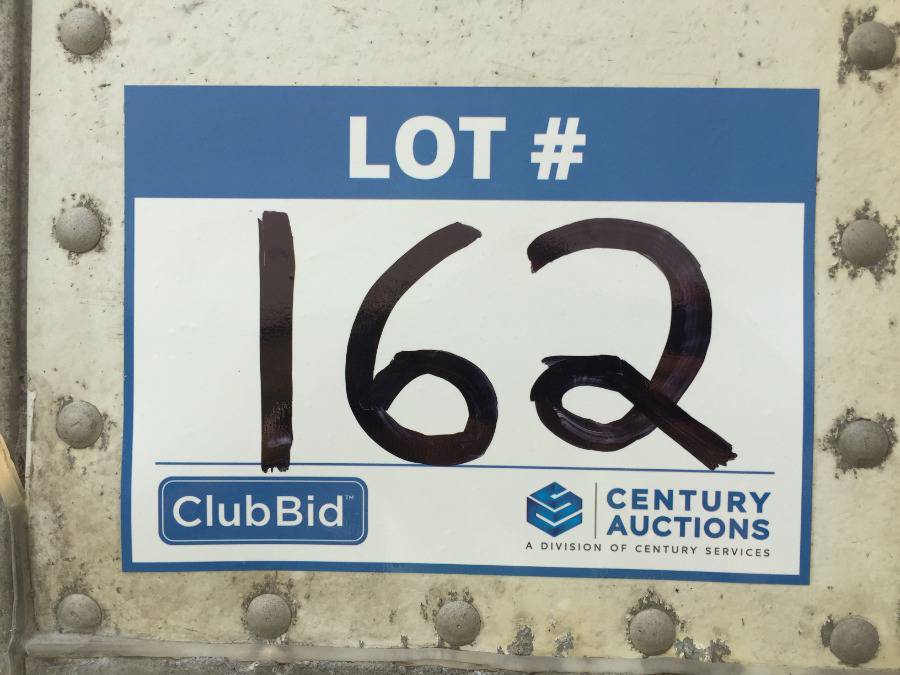 LOT #
162
ClubBid™
CENTURY
AUCTIONS
A DIVISION OF CENTURY SERVICES